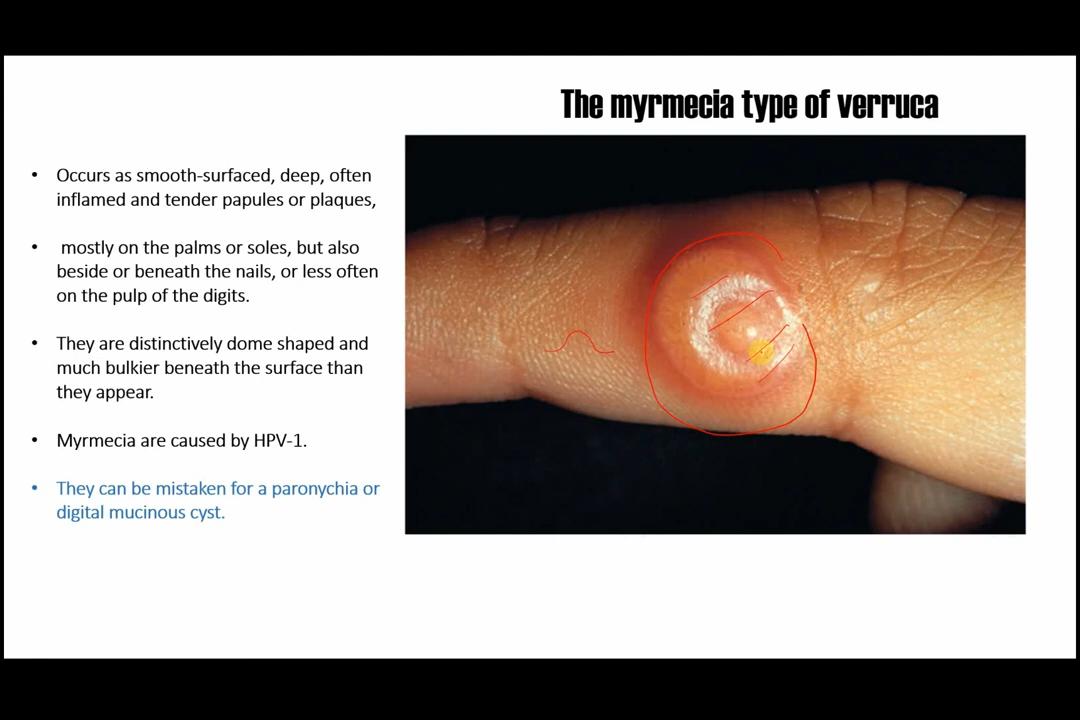 The myrmecia type of verruca
• Occurs as smooth-surfaced, deep, often
inflamed and tender papules or plaques,
• mostly on the palms or soles, but also
beside or beneath the nails, or less often
on the pulp of the digits.
• They are distinctively dome shaped and
much bulkier beneath the surface than
they appear.
• Myrmecia are caused by HPV-1.
• They can be mistaken for a paronychia or
digital mucinous cyst.